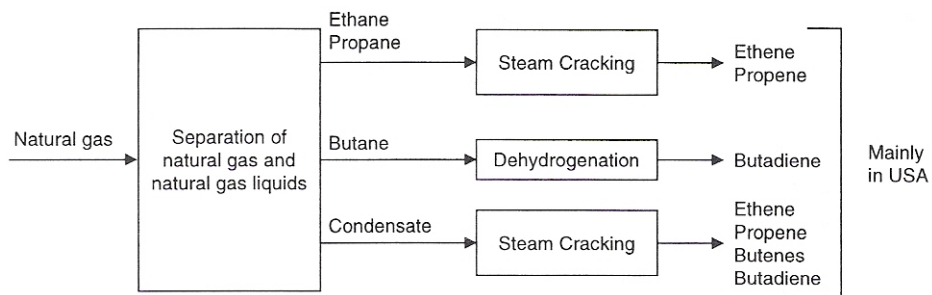 Ethane
Propane
Steam Cracking
Ethene
Propene
Natural gas
Separation of
natural gas and
natural gas liquids
Butane
Dehydrogenation
Butadiene
Mainly
in USA
Condensate
Steam Cracking
Ethene
Propene
Butenes
Butadiene